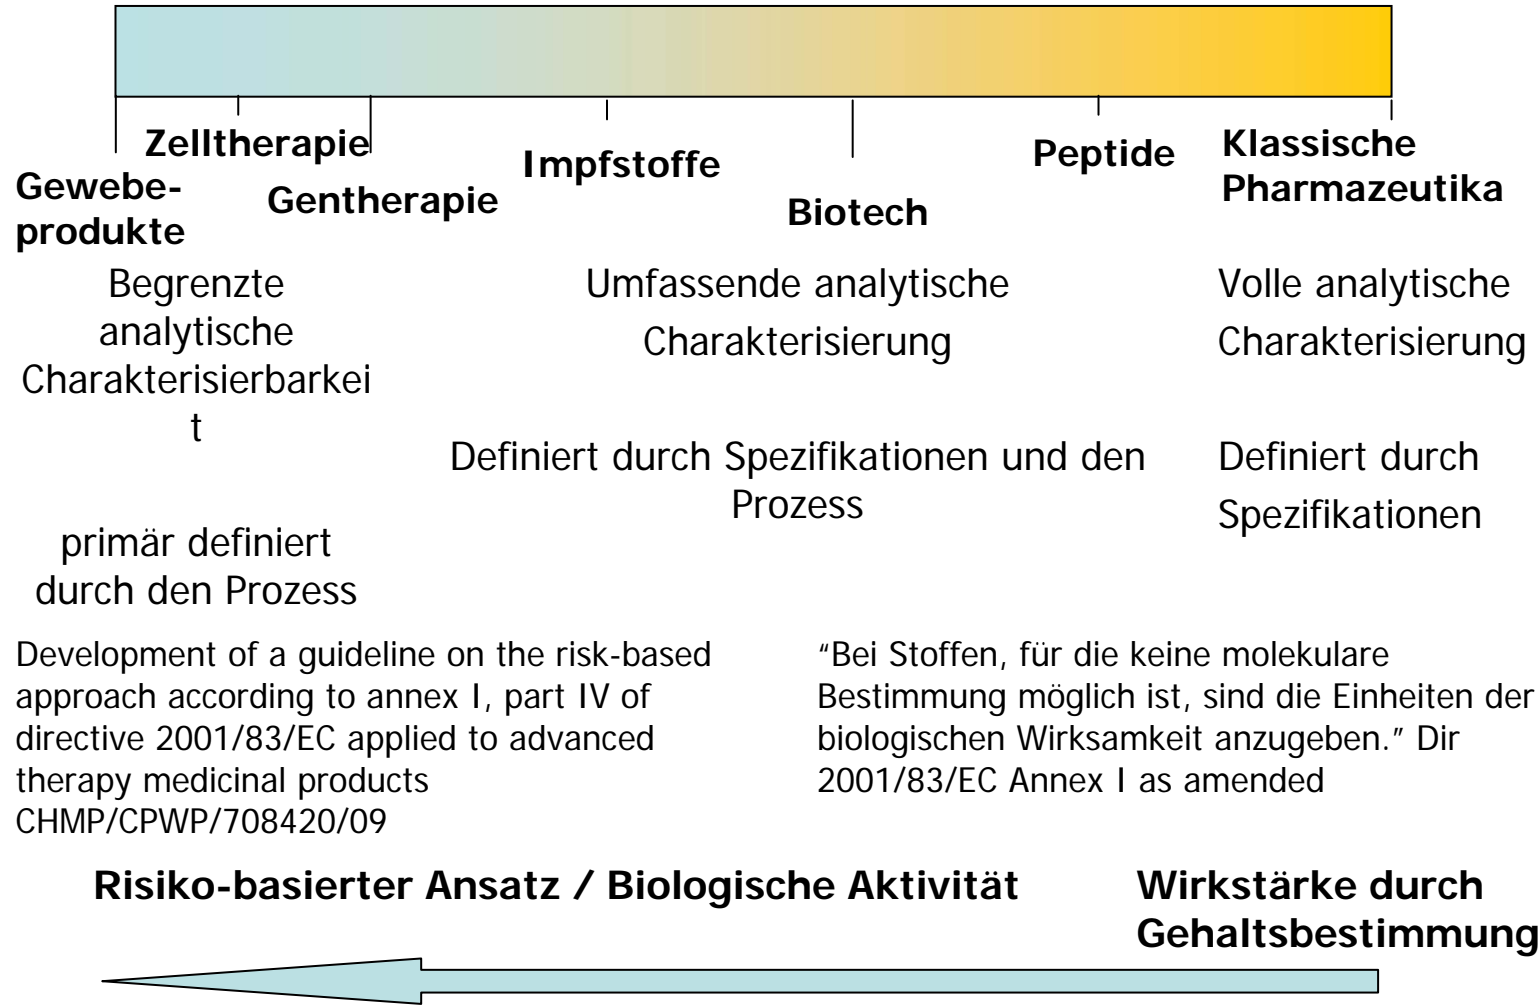 Zelltherapie
Gewebe-
produkte
Gentherapie
Impfstoffe
Biotech
Peptide
Klassische
Pharmazeutika
Begrenzte
analytische
Charakterisierbarkei
t
Umfassende analytische
Charakterisierung
Volle analytische
Charakterisierung
primär definiert
durch den Prozess
Definiert durch Spezifikationen und den
Prozess
Definiert durch
Spezifikationen
Development of a guideline on the risk-based
approach according to annex I, part IV of
directive 2001/83/EC applied to advanced
therapy medicinal products
CHMP/CPWP/708420/09
“Bei Stoffen, für die keine molekulare
Bestimmung möglich ist, sind die Einheiten der
biologischen Wirksamkeit anzugeben.” Dir
2001/83/EC Annex I as amended
Risiko-basierter Ansatz / Biologische Aktivität
Wirkstärke durch
Gehaltsbestimmung